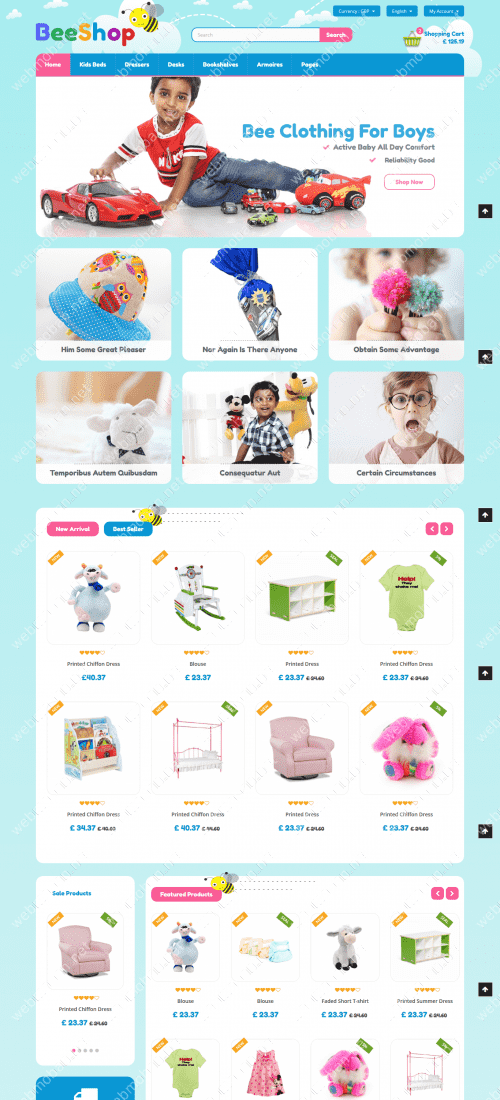 Currency : GBP
English
My Account
BeeShop
Search
Search
Shopping Cart
£ 125.19
Home
Kids Beds
Dressers
Desks
Bookshelves
Armoires
Pages
Bee Clothing For Boys
Active Baby All Day Comfort
Reliability Good
Shop Now
Him Some Great Pleaser
Nor Again Is There Anyone
Obtain Some Advantage
Temporibus Autem Quibusdam
Consequatur Aut
Certain Circumstances
New Arrival
Best Seller
Help!
They
shake me!
Printed Chiffon Dress
Blouse
Printed Dress
Printed Chiffon Dress
£40.37
£ 23.37
£ 23.37 £ 24.60
£ 23.37 £ 24.60
Printed Chiffon Dress
Printed Chiffon Dress
Printed Chiffon Dress
Printed Chiffon Dress
£ 34.37
£ 40.37
£ 23.37 £ 24.60
£ 23.37 £ 24.60
Sale Products
Featured Products
Printed Chiffon Dress
£ 23.37 £ 24.60
Blouse
Blouse
Faded Short T-shirt
Printed Summer Dress
£ 23.37
£ 23.37
£ 23.37
£ 23.37 £ 24.60
Help!